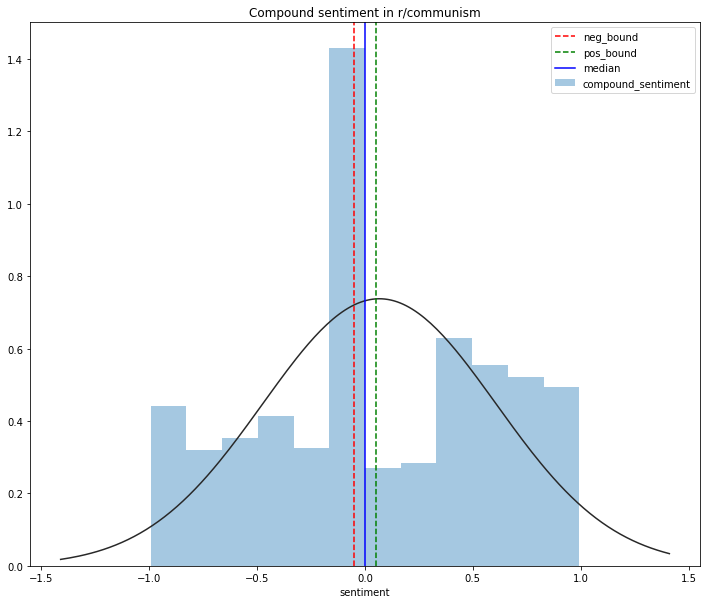 Compound sentiment in r/communism
neg_bound
pos_bound
median
compound_sentiment
1.4
1.2
1.0
0.8
0.6
0.4
0.2
0.0
−1.5 −1.0 −0.5 0.0 0.5 1.0 1.5
sentiment